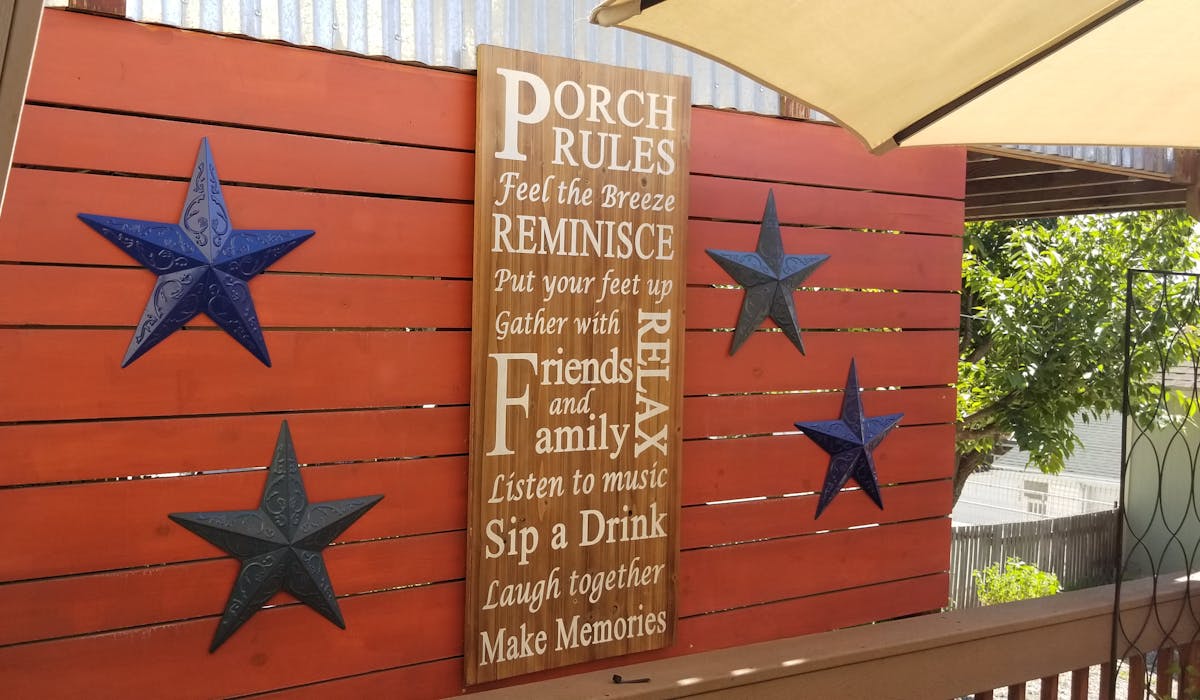 PORCH
RULES
Feel the Breeze
REMINISCE
Put your feet up
Gather with
Friends
and
Family
RELAX
Listen to music
Sip a Drink
Laugh together
Make Memories